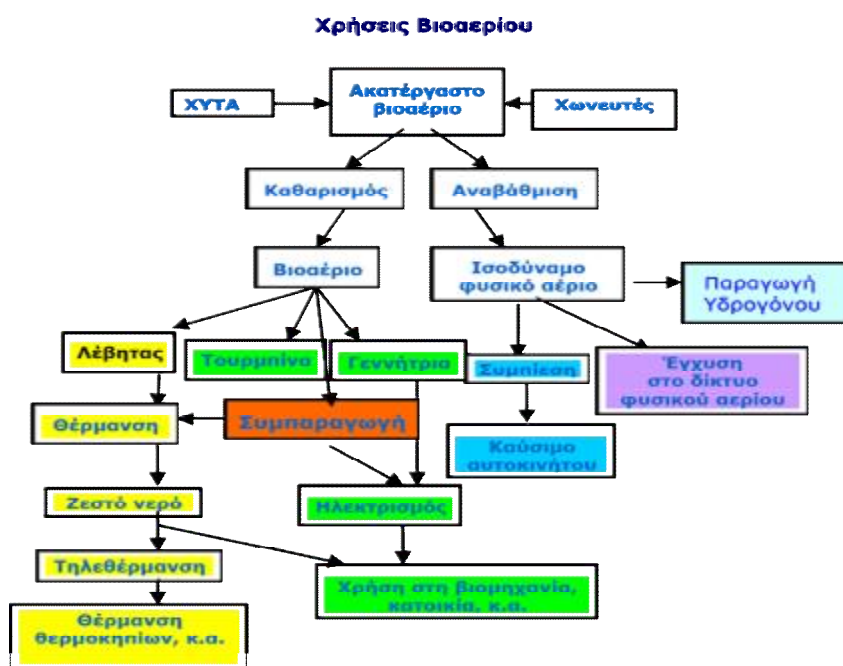 Χρήσεις Βιοαερίου
ΧΥΤΑ
Ακατέργαστο
βιοαέριο
Χωνευτές
Καθαρισμός
Αναβάθμιση
Βιοαέριο
Ισοδύναμο
φυσικό αέριο
Παραγωγή
Υδρογόνου
Λέβητας
Τουρμπίνα
Γεννήτρια
Συμπίεση
Έγχυση
στο δίκτυο
φυσικού αερίου
Θέρμανση
Συμπαραγωγή
Καύσιμο
αυτοκινήτου
Ζεστό νερό
Ηλεκτρισμός
Τηλεθέρμανση
Χρήση στη βιομηχανία,
κατοικία, κ.α.
Θέρμανση
θερμοκηπίων, κ.α.